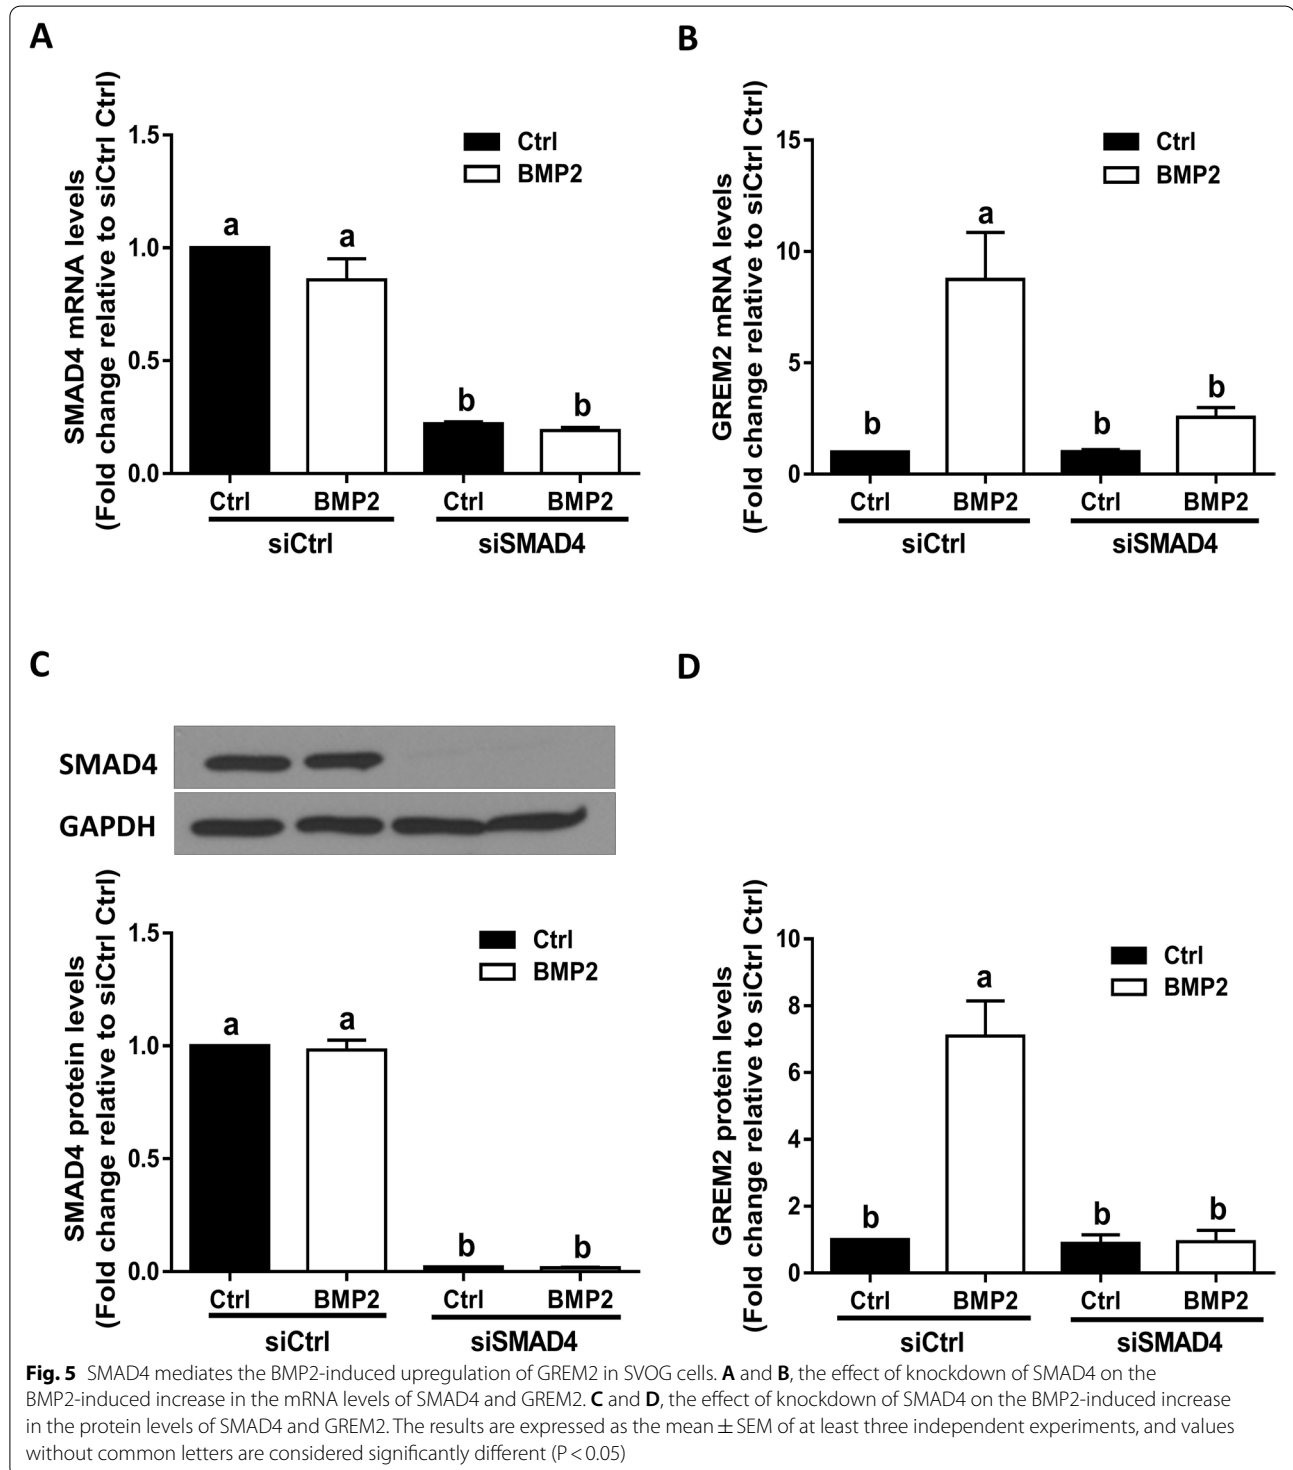 A
SMAD4 mRNA levels
(Fold change relative to siCtrl Ctrl)
1.5
1.0
0.5
0.0
Ctrl
BMP2
a
a
b
b
Ctrl BMP2 Ctrl BMP2
siCtrl siSMAD4
B
GREM2 mRNA levels
(Fold change relative to siCtrl Ctrl)
15
10
5
0
Ctrl
BMP2
b
a
b
b
Ctrl BMP2 Ctrl BMP2
siCtrl siSMAD4
C
SMAD4
GAPDH
SMAD4 protein levels
(Fold change relative to siCtrl Ctrl)
1.5
1.0
0.5
0.0
Ctrl
BMP2
a
a
b
b
Ctrl BMP2 Ctrl BMP2
siCtrl siSMAD4
D
GREM2 protein levels
(Fold change relative to siCtrl Ctrl)
10
8
6
4
2
0
Ctrl
BMP2
b
a
b
b
Ctrl BMP2 Ctrl BMP2
siCtrl siSMAD4
Fig. 5 SMAD4 mediates the BMP2-induced upregulation of GREM2 in SVOG cells. A and B, the effect of knockdown of SMAD4 on the
BMP2-induced increase in the mRNA levels of SMAD4 and GREM2. C and D, the effect of knockdown of SMAD4 on the BMP2-induced increase
in the protein levels of SMAD4 and GREM2. The results are expressed as the mean ± SEM of at least three independent experiments, and values
without common letters are considered significantly different (P < 0.05)